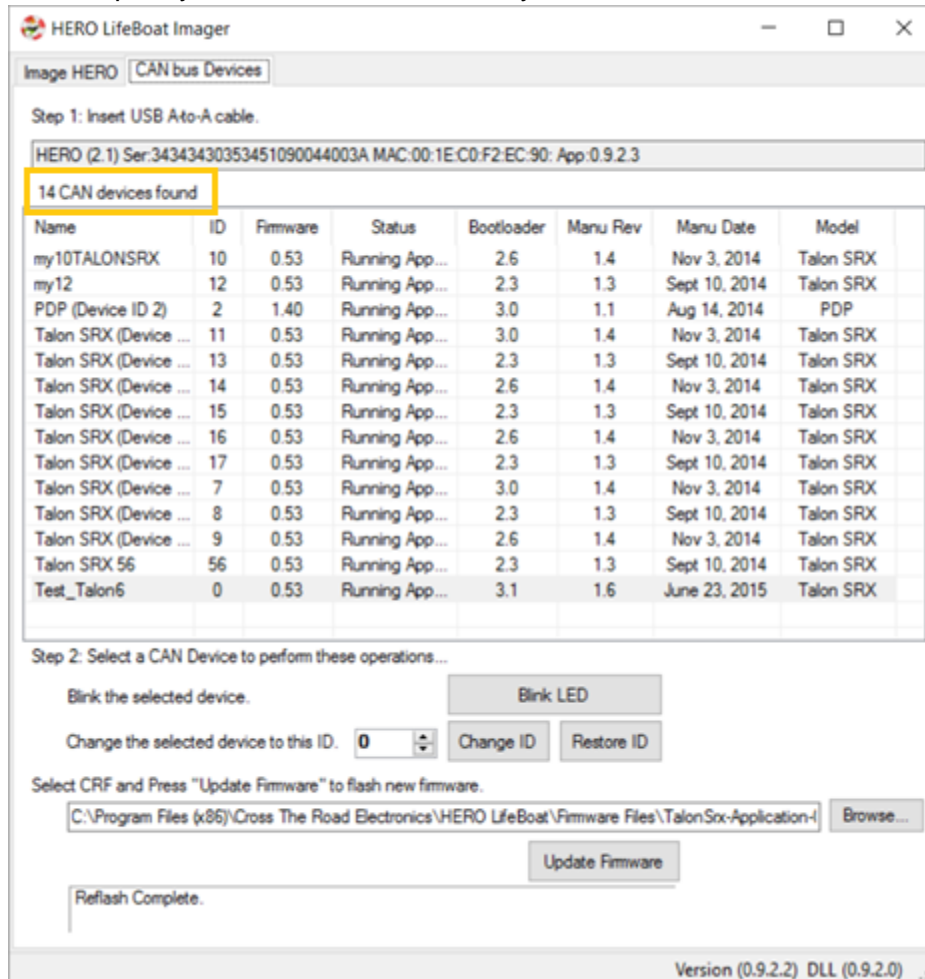 HERO LifeBoat Imager
Image HERO CAN bus Devices
Step 1: Insert USB A-to-A cable.
HERO (2.1) Ser:34343430353451090044003A MAC:00:1E:C0:F2:EC:90: App:0.9.2.3
14 CAN devices found
Name ID Firmware Status Bootloader Manu Rev Manu Date Model
my10TALONSRX 10 0.53 Running App... 2.6 1.4 Nov 3, 2014 Talon SRX
my12 12 0.53 Running App... 2.3 1.3 Sept 10, 2014 Talon SRX
PDP (Device ID 2) 2 1.40 Running App... 3.0 1.1 Aug 14, 2014 PDP
Talon SRX (Device ... 11 0.53 Running App... 3.0 1.4 Nov 3, 2014 Talon SRX
Talon SRX (Device ... 13 0.53 Running App... 2.3 1.3 Sept 10, 2014 Talon SRX
Talon SRX (Device ... 14 0.53 Running App... 2.6 1.4 Nov 3, 2014 Talon SRX
Talon SRX (Device ... 15 0.53 Running App... 2.3 1.3 Sept 10, 2014 Talon SRX
Talon SRX (Device ... 16 0.53 Running App... 2.6 1.4 Nov 3, 2014 Talon SRX
Talon SRX (Device ... 17 0.53 Running App... 2.3 1.3 Sept 10, 2014 Talon SRX
Talon SRX (Device ... 7 0.53 Running App... 3.0 1.4 Nov 3, 2014 Talon SRX
Talon SRX (Device ... 8 0.53 Running App... 2.3 1.3 Sept 10, 2014 Talon SRX
Talon SRX (Device ... 9 0.53 Running App... 2.6 1.4 Nov 3, 2014 Talon SRX
Talon SRX 56 56 0.53 Running App... 2.3 1.3 Sept 10, 2014 Talon SRX
Test_Talon6 0 0.53 Running App... 3.1 1.6 June 23, 2015 Talon SRX
Step 2: Select a CAN Device to perform these operations...
Blink the selected device. Blink LED
Change the selected device to this ID. 0 Change ID Restore ID
Select CRF and Press "Update Firmware" to flash new firmware.
C:\Program Files (x86)\Cross The Road Electronics\HERO LifeBoat\Firmware Files\TalonSrx-Application- Browse...
Update Firmware
Reflash Complete.
Version (0.9.2.2) DLL (0.9.2.0)